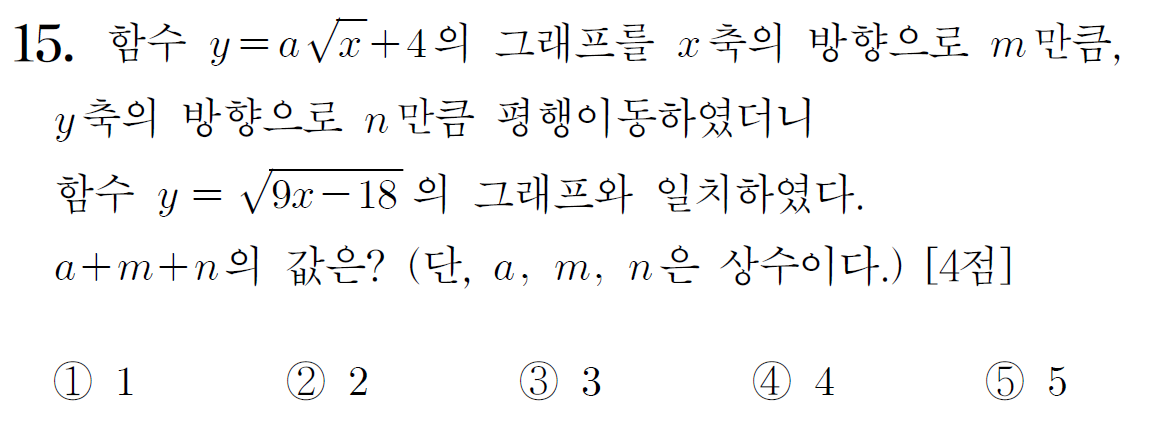 15. 함수 y=a√x+4의 그래프를 x축의 방향으로 m만큼,
y축의 방향으로 n만큼 평행이동하였더니
함수 y = √(9x-18) 의 그래프와 일치하였다.
a+m+n의 값은? (단, a, m, n은 상수이다.) [4점]
① 1 ② 2 ③ 3 ④ 4 ⑤ 5